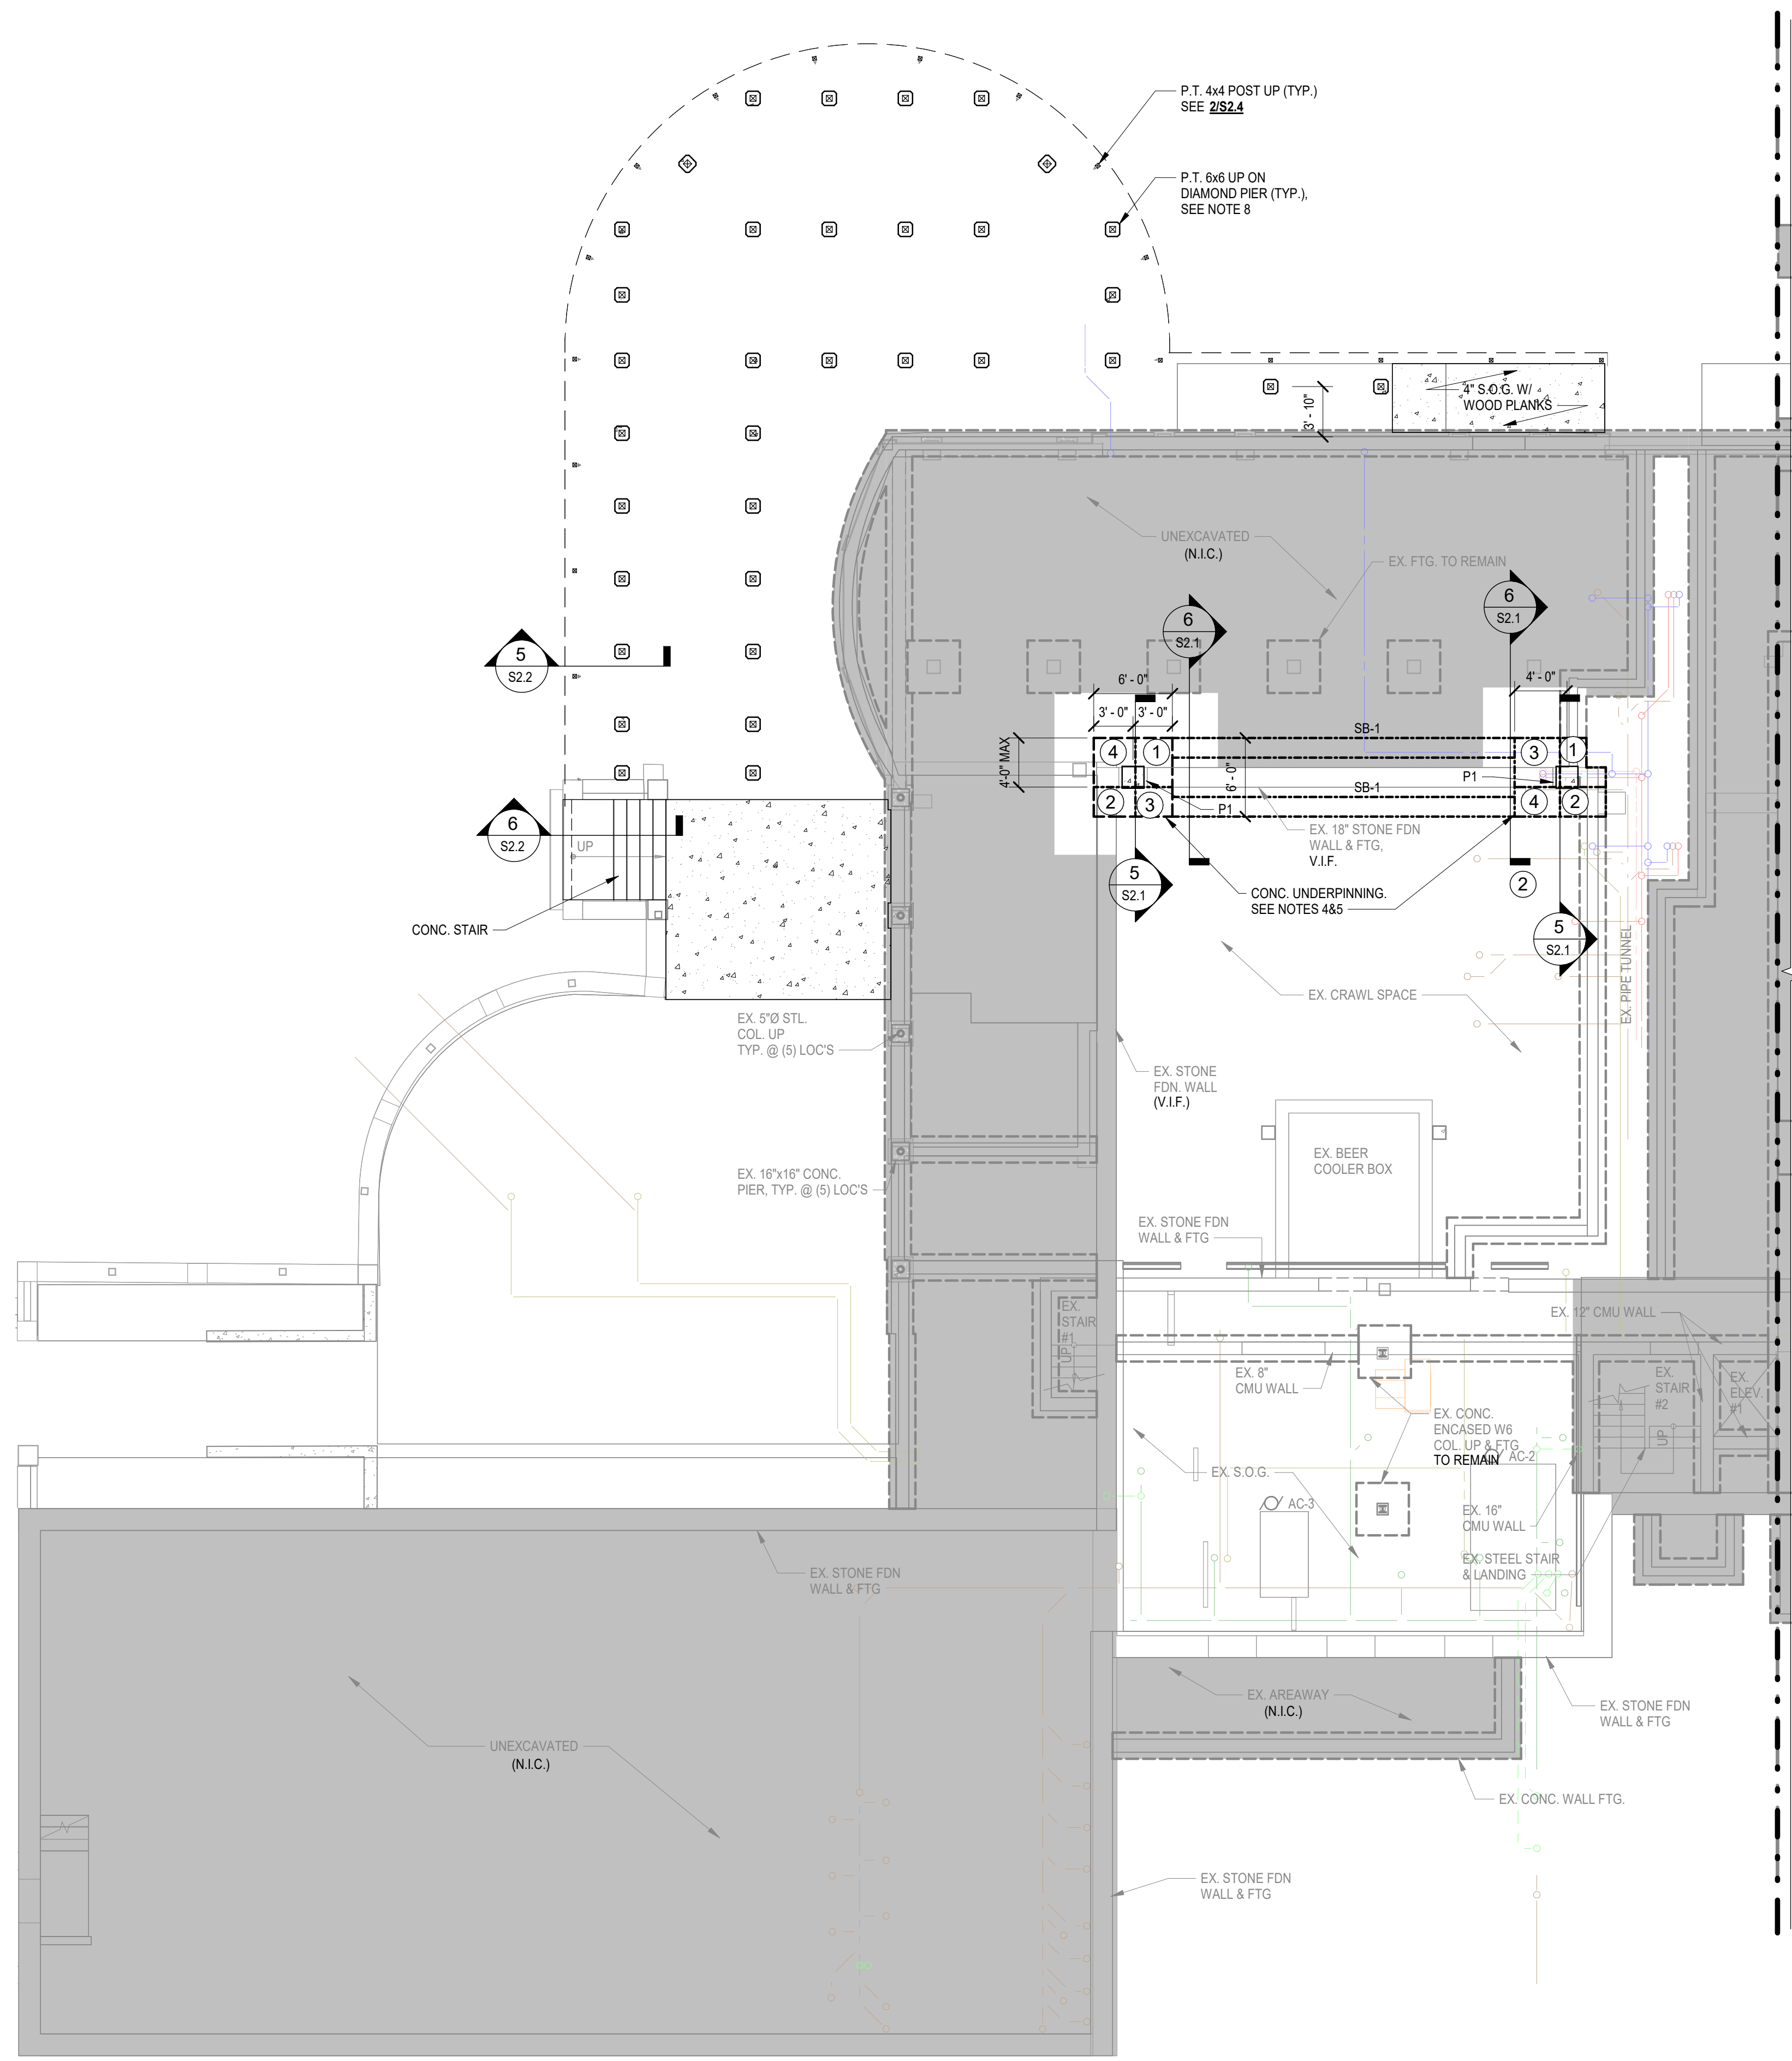 P.T. 4x4 POST UP (TYP.)
SEE 2/S2.4
P.T. 6x6 UP ON
DIAMOND PIER (TYP.),
SEE NOTE 8
4" S.O.G. W/
WOOD PLANKS
3' - 10"
UNEXCAVATED
(N.I.C.)
EX. FTG. TO REMAIN
6
S2.1
6
S2.1
5
S2.2
6' - 0"
3' - 0"
3' - 0"
4' - 0"
4'-0" MAX
6' - 0"
SB-1
SB-1
4
1
2
3
3
1
4
2
P1
P1
EX. 18" STONE FDN
WALL & FTG,
V.I.F.
6
S2.2
UP
CONC. STAIR
5
S2.1
CONC. UNDERPINNING.
SEE NOTES 4&5
2
5
S2.1
EX. PIPE TUNNEL
EX. CRAWL SPACE
EX. 5"Ø STL.
COL. UP
TYP. @ (5) LOC'S
EX. STONE
FDN. WALL
(V.I.F.)
EX. BEER
COOLER BOX
EX. 16"x16" CONC.
PIER, TYP. @ (5) LOC'S
EX. STONE FDN
WALL & FTG
EX.
STAIR
#1
UP
EX. 12" CMU WALL
EX. 8"
CMU WALL
EX.
STAIR
#2
UP
EX.
ELEV.
#1
EX. CONC.
ENCASED W6
COL. UP & FTG
TO REMAIN
AC-2
EX. S.O.G.
AC-3
EX. 16"
CMU WALL
EX. STEEL STAIR
& LANDING
EX. STONE FDN
WALL & FTG
EX. AREAWAY
(N.I.C.)
EX. STONE FDN
WALL & FTG
UNEXCAVATED
(N.I.C.)
EX. CONC. WALL FTG.
EX. STONE FDN
WALL & FTG